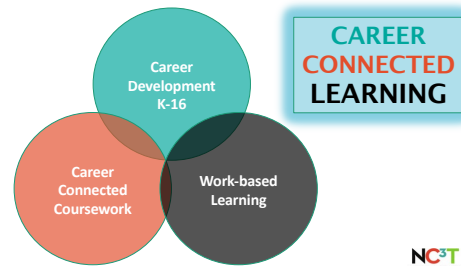 CAREER
CONNECTED
LEARNING
Career
Development
K-16
Career
Connected
Coursework
Work-based
Learning
NC³T